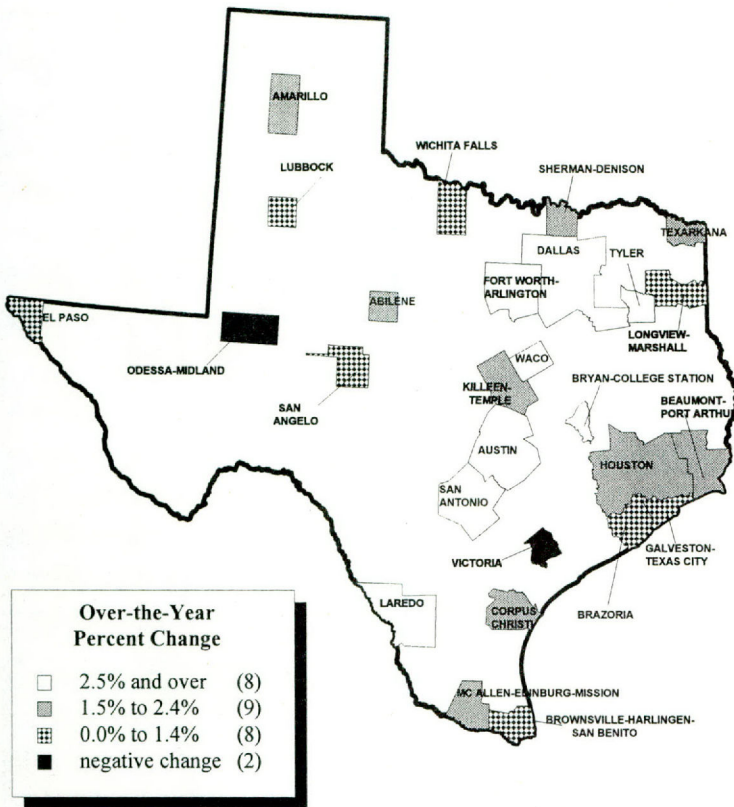 AMARILLO
LUBBOCK
WICHITA FALLS
SHERMAN-DENISON
TEXARKANA
DALLAS
TYLER
FORT WORTH-
ARLINGTON
ABILENE
EL PASO
ODESSA-MIDLAND
LONGVIEW-
MARSHALL
SAN
ANGELO
WACO
KILLEEN-
TEMPLE
BRYAN-COLLEGE STATION
BEAUMONT-
PORT ARTHUR
AUSTIN
HOUSTON
SAN
ANTONIO
VICTORIA
GALVESTON-
TEXAS CITY
BRAZORIA
LAREDO
CORPUS
CHRISTI
MC ALLEN-EDINBURG-MISSION
BROWNSVILLE-HARLINGEN-
SAN BENITO
Over-the-Year
Percent Change
2.5% and over (8)
1.5% to 2.4% (9)
0.0% to 1.4% (8)
negative change (2)